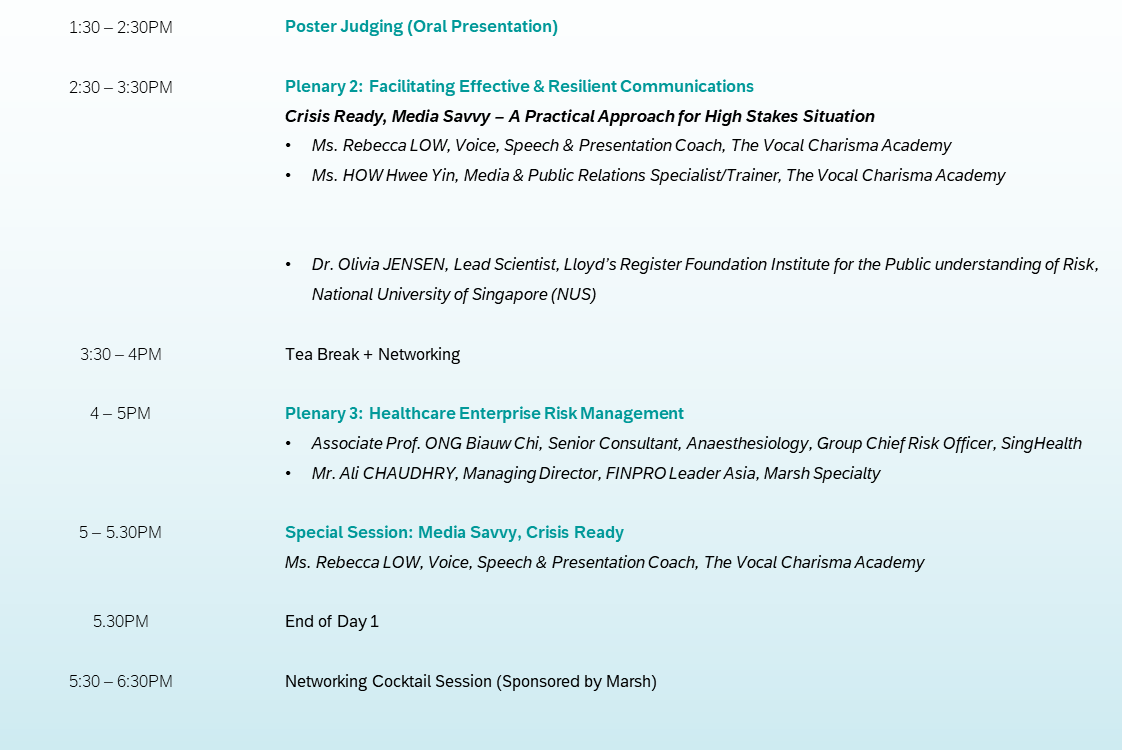 1:30 – 2:30PM Poster Judging (Oral Presentation)
2:30 – 3:30PM Plenary 2: Facilitating Effective & Resilient Communications
Crisis Ready, Media Savvy – A Practical Approach for High Stakes Situation
• Ms. Rebecca LOW, Voice, Speech & Presentation Coach, The Vocal Charisma Academy
• Ms. HOW Hwee Yin, Media & Public Relations Specialist/Trainer, The Vocal Charisma Academy
• Dr. Olivia JENSEN, Lead Scientist, Lloyd's Register Foundation Institute for the Public understanding of Risk,
National University of Singapore (NUS)
3:30 – 4PM Tea Break + Networking
4 – 5PM Plenary 3: Healthcare Enterprise Risk Management
• Associate Prof. ONG Biauw Chi, Senior Consultant, Anaesthesiology, Group Chief Risk Officer, SingHealth
• Mr. Ali CHAUDHRY, Managing Director, FINPRO Leader Asia, Marsh Specialty
5 – 5.30PM Special Session: Media Savvy, Crisis Ready
Ms. Rebecca LOW, Voice, Speech & Presentation Coach, The Vocal Charisma Academy
5.30PM End of Day 1
5:30 – 6:30PM Networking Cocktail Session (Sponsored by Marsh)